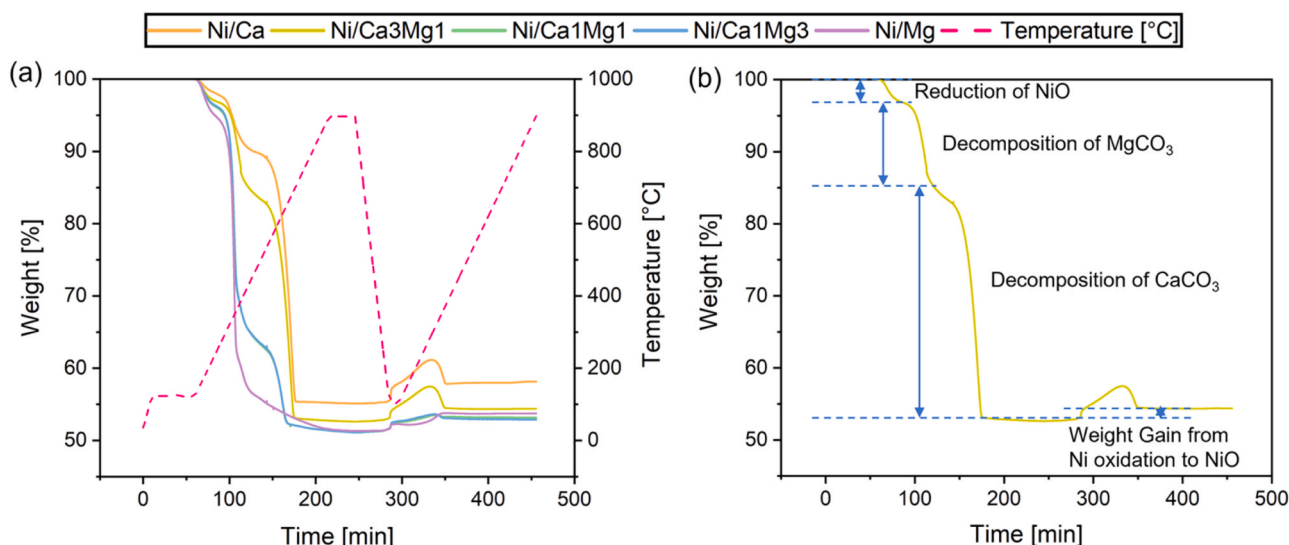 Ni/Ca Ni/Ca3Mg1 Ni/Ca1Mg1 Ni/Ca1Mg3 Ni/Mg Temperature [°C]
(a)
100
90
80
70
60
50
Weight [%]
1000
800
600
400
200
0
Temperature [°C]
0 100 200 300 400 500
Time [min]
(b)
100
90
80
70
60
50
Weight [%]
Reduction of NiO
Decomposition of MgCO₃
Decomposition of CaCO₃
Weight Gain from
Ni oxidation to NiO
0 100 200 300 400 500
Time [min]